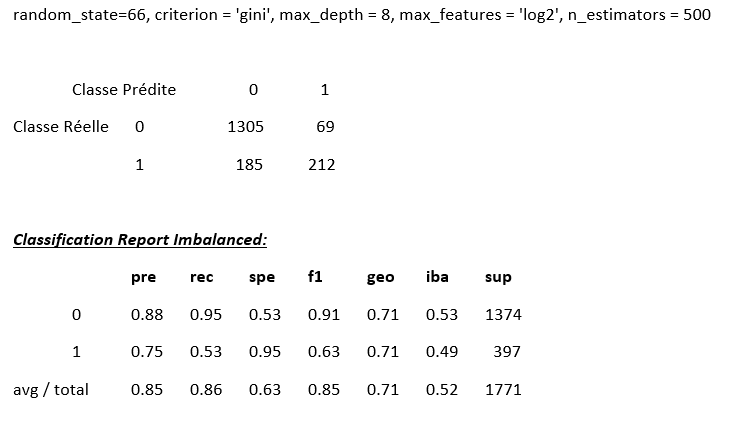 random_state=66, criterion = 'gini', max_depth = 8, max_features = 'log2', n_estimators = 500
Classe Prédite 0 1
Classe Réelle 0 1305 69
1 185 212
Classification Report Imbalanced:
pre rec spe f1 geo iba sup
0 0.88 0.95 0.53 0.91 0.71 0.53 1374
1 0.75 0.53 0.95 0.63 0.71 0.49 397
avg / total 0.85 0.86 0.63 0.85 0.71 0.52 1771